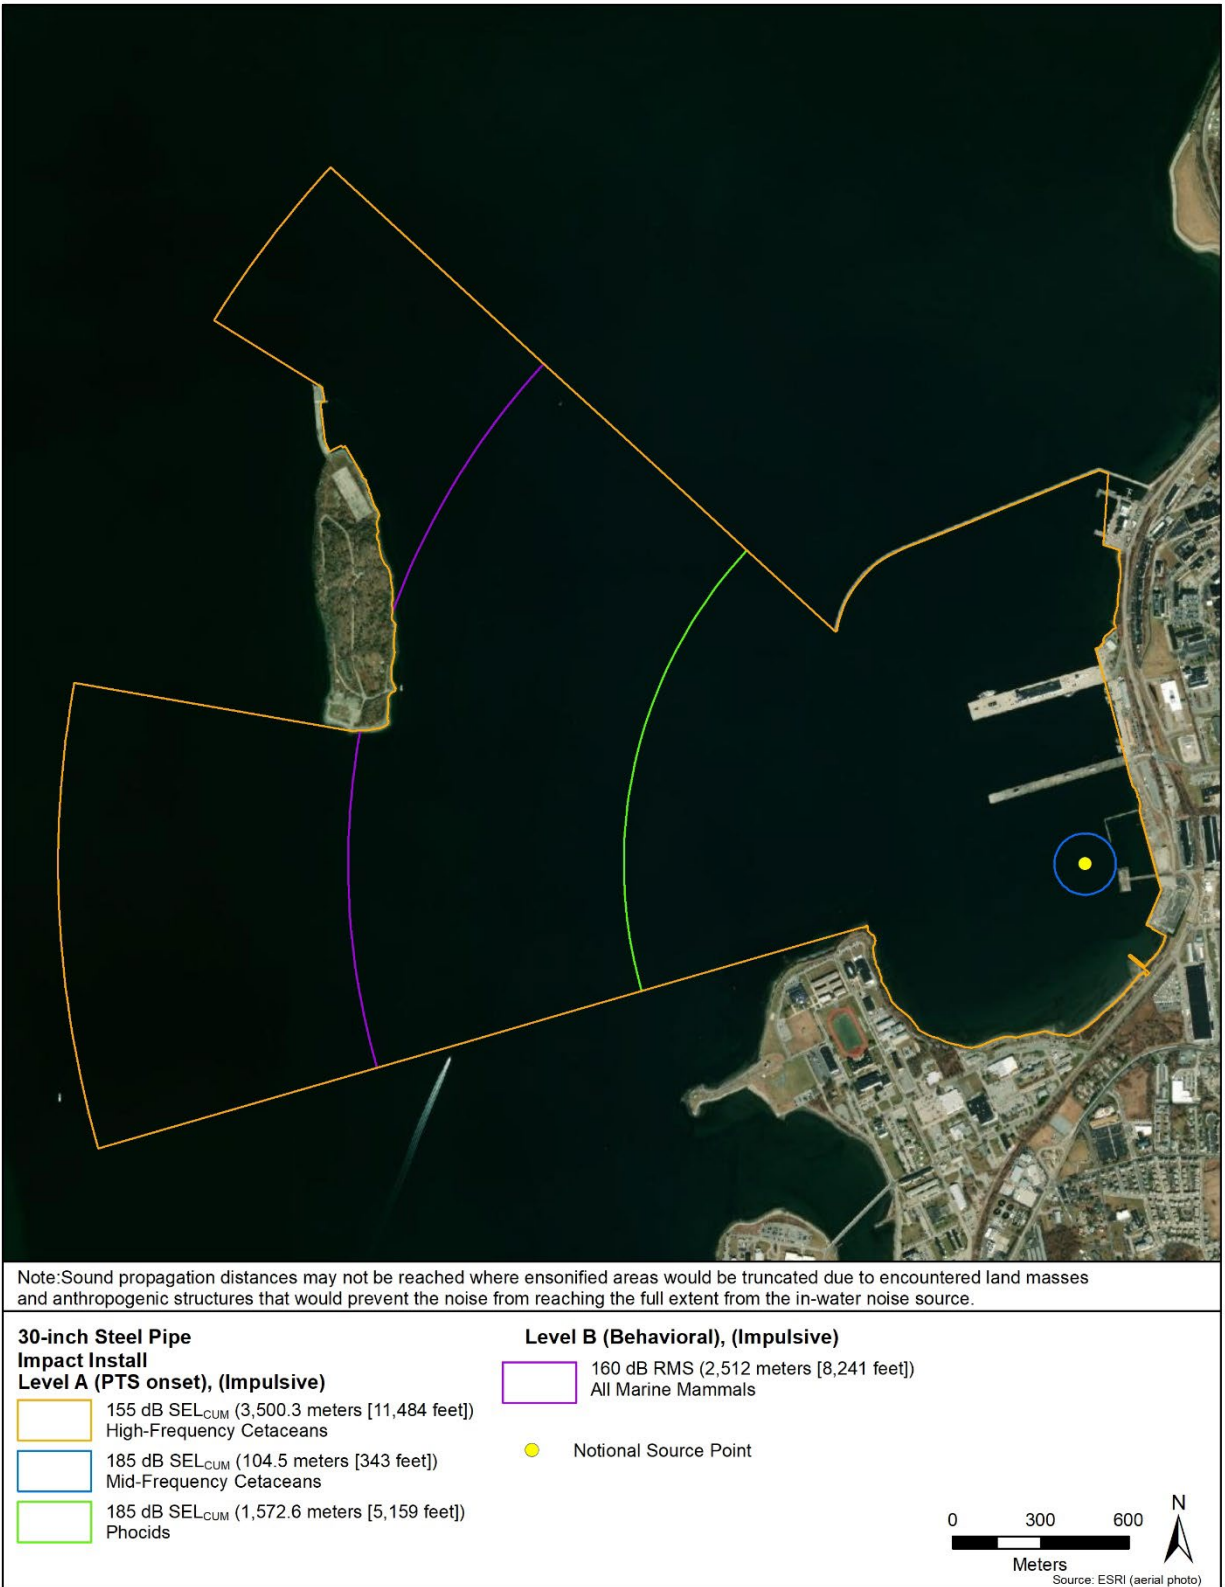 Note:Sound propagation distances may not be reached where ensonified areas would be truncated due to encountered land masses
and anthropogenic structures that would prevent the noise from reaching the full extent from the in-water noise source.
30-inch Steel Pipe
Impact Install
Level A (PTS onset), (Impulsive)
155 dB SELCUM (3,500.3 meters [11,484 feet])
High-Frequency Cetaceans
185 dB SELCUM (104.5 meters [343 feet])
Mid-Frequency Cetaceans
185 dB SELCUM (1,572.6 meters [5,159 feet])
Phocids
Level B (Behavioral), (Impulsive)
160 dB RMS (2,512 meters [8,241 feet])
All Marine Mammals
Notional Source Point
0 300 600
Meters
N
Source: ESRI (aerial photo)